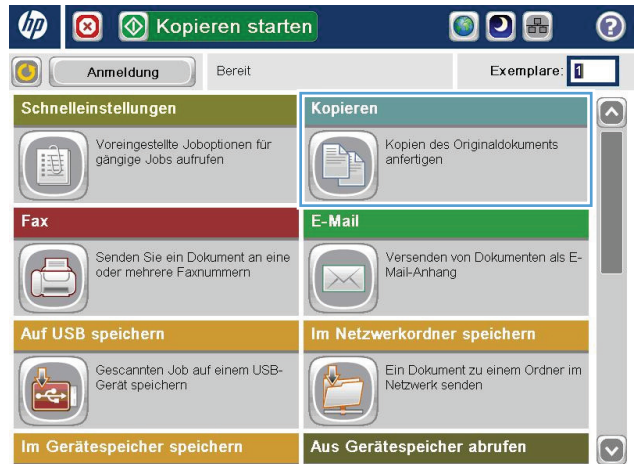 hp
Kopieren starten
?
Anmeldung
Bereit
Exemplare: 1
Schnelleinstellungen
Voreingestellte Joboptionen für
gängige Jobs aufrufen
Kopieren
Kopien des Originaldokuments
anfertigen
Fax
Senden Sie ein Dokument an eine
oder mehrere Faxnummern
E-Mail
Versenden von Dokumenten als E-
Mail-Anhang
Auf USB speichern
Gescannten Job auf einem USB-
Gerät speichern
Im Netzwerkordner speichern
Ein Dokument zu einem Ordner im
Netzwerk senden
Im Gerätespeicher speichern
Aus Gerätespeicher abrufen